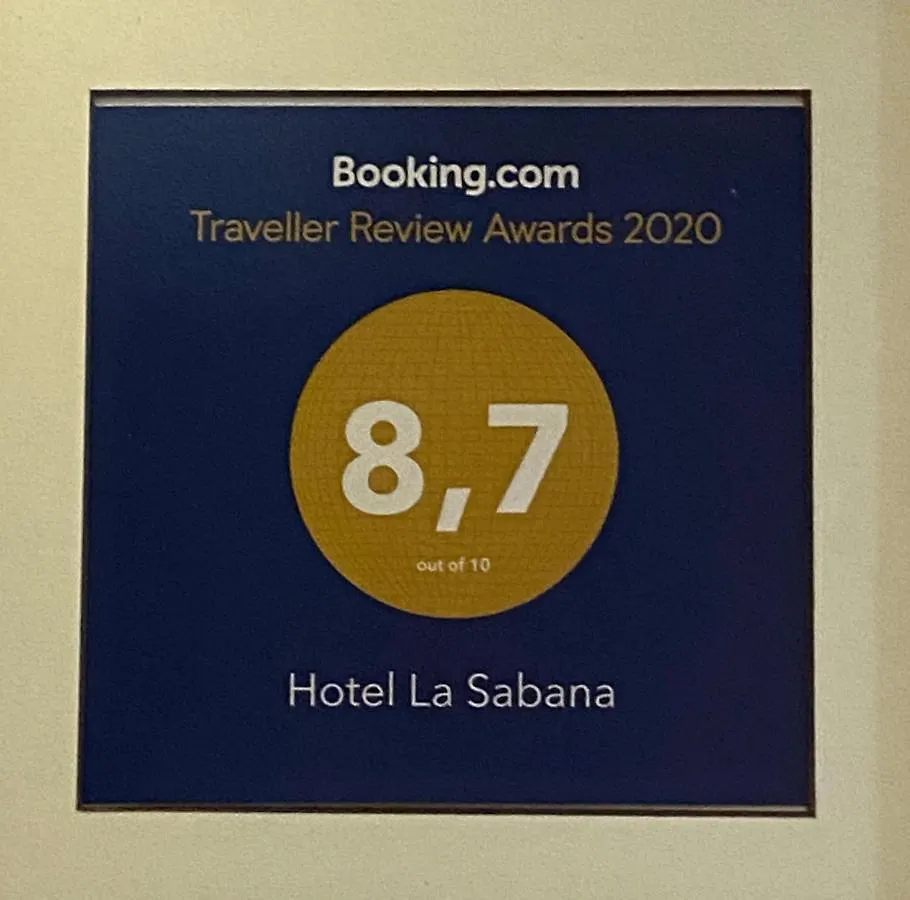 Booking.com
Traveller Review Awards 2020
8,7
out of 10
Hotel La Sabana